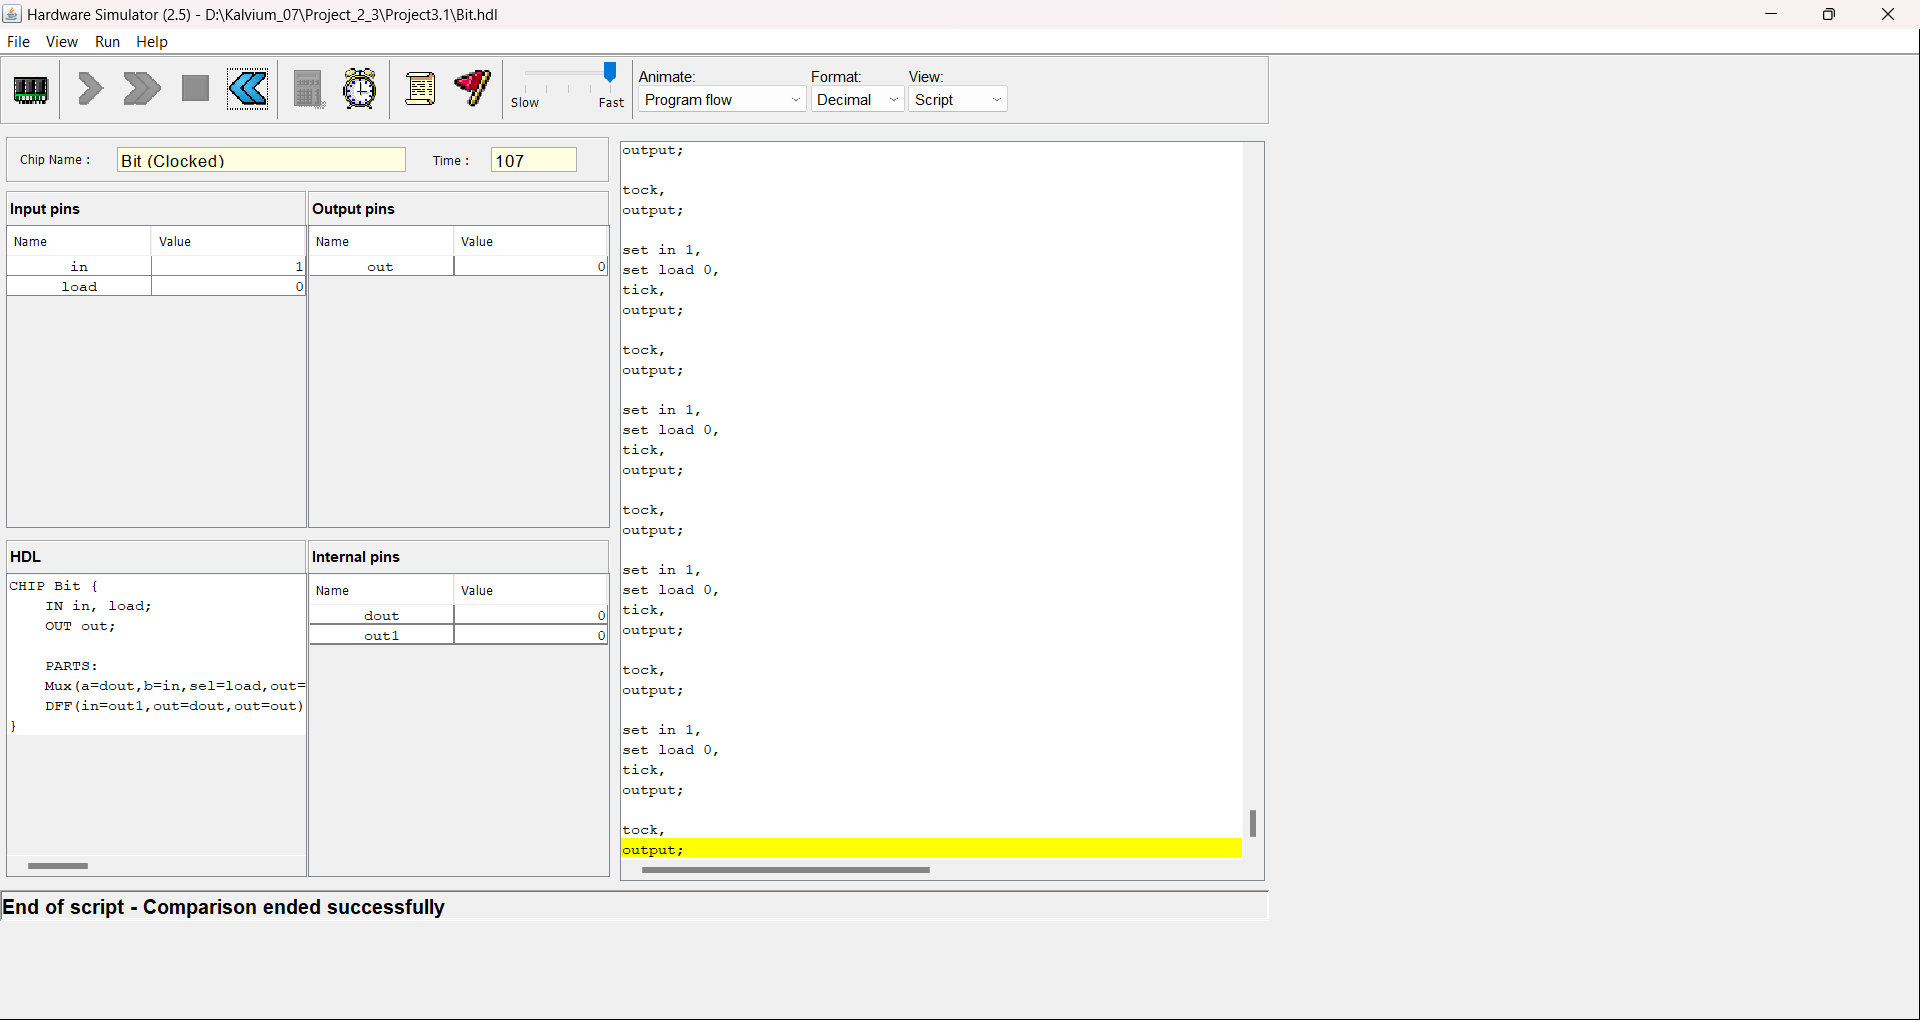 Hardware Simulator (2.5) - D:\Kalvium_07\Project_2_3\Project3.1\Bit.hdl
File View Run Help
Slow Fast
Animate: Format: View:
Program flow Decimal Script
Chip Name : Bit (Clocked) Time : 107
Input pins Output pins
Name Value Name Value
in 1 out 0
load 0
HDL Internal pins
CHIP Bit {
IN in, load;
OUT out;
PARTS:
Mux(a=dout,b=in,sel=load,out=
DFF(in=out1,out=dout,out=out)
}
Name Value
dout 0
out1 0
output;
tock,
output;
set in 1,
set load 0,
tick,
output;
tock,
output;
set in 1,
set load 0,
tick,
output;
tock,
output;
set in 1,
set load 0,
tick,
output;
tock,
output;
set in 1,
set load 0,
tick,
output;
tock,
output;
End of script - Comparison ended successfully